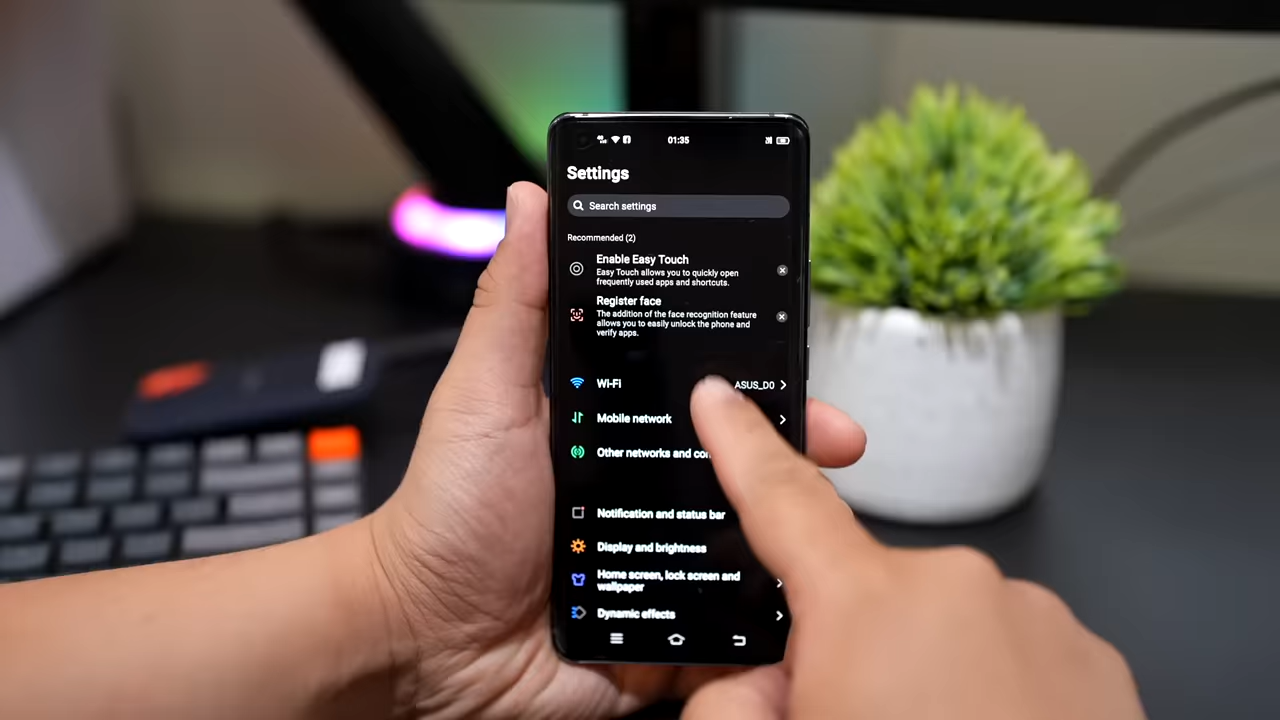 01:35
Settings
Search settings
Recommended (2)
Enable Easy Touch
Easy Touch allows you to quickly open
frequently used apps and shortcuts.
Register face
The addition of the face recognition feature
allows you to easily unlock the phone and
verify apps.
Wi-Fi ASUS_D0
Mobile network
Other networks and con
Notification and status bar
Display and brightness
Home screen, lock screen and
wallpaper
Dynamic effects